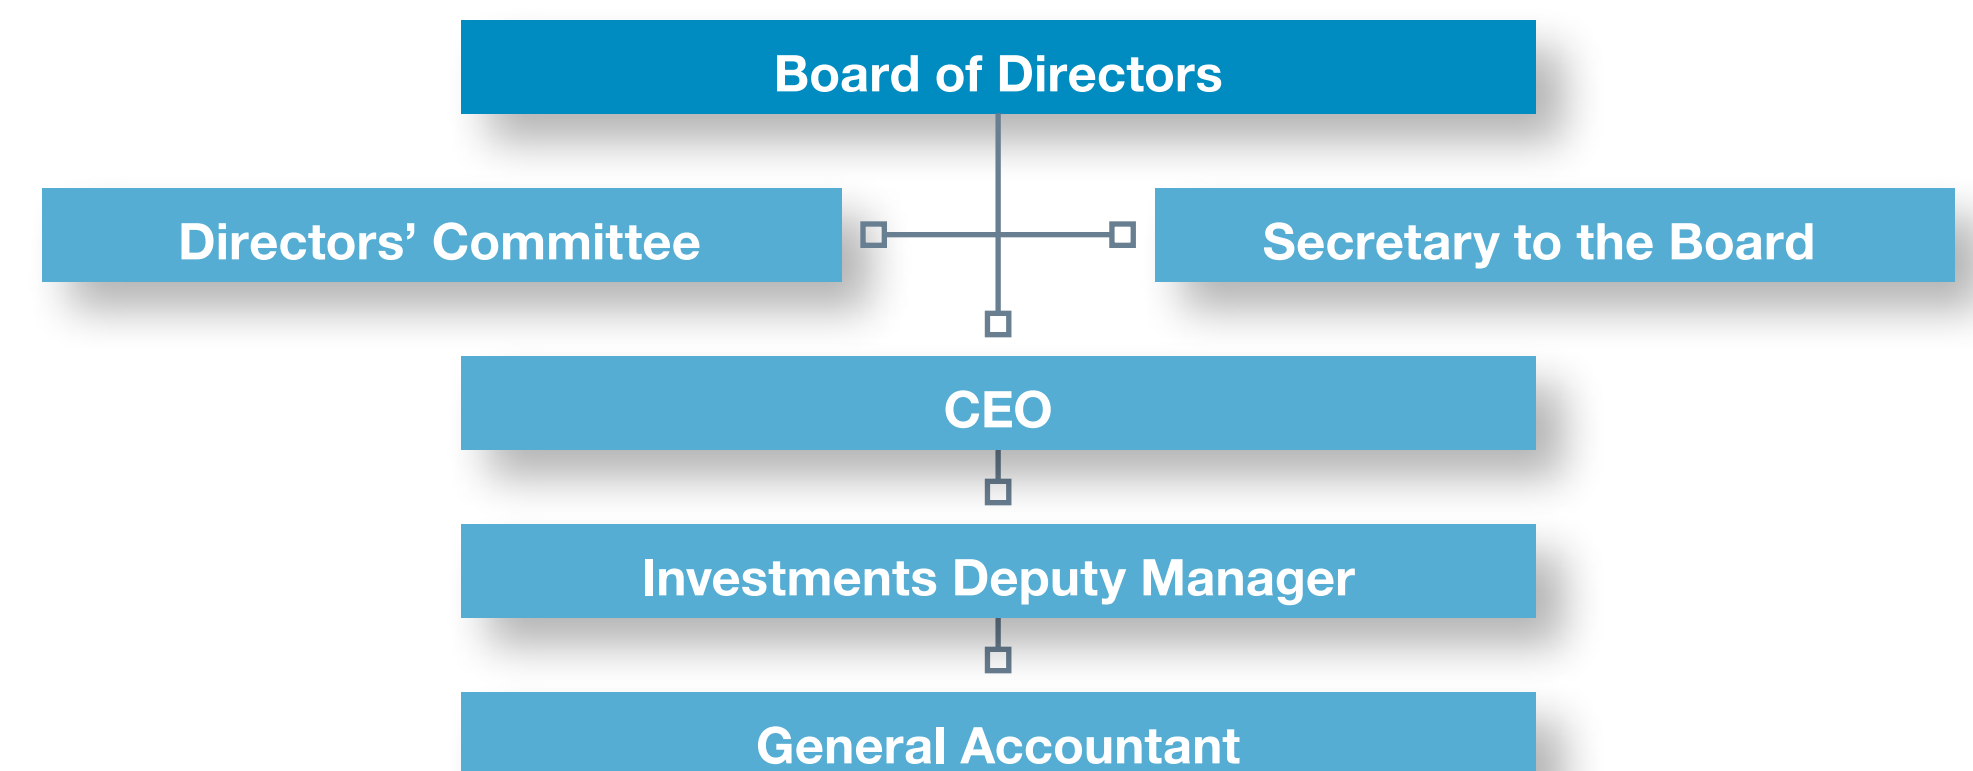 Board of Directors
Directors’ Committee
Secretary to the Board
CEO
Investments Deputy Manager
General Accountant